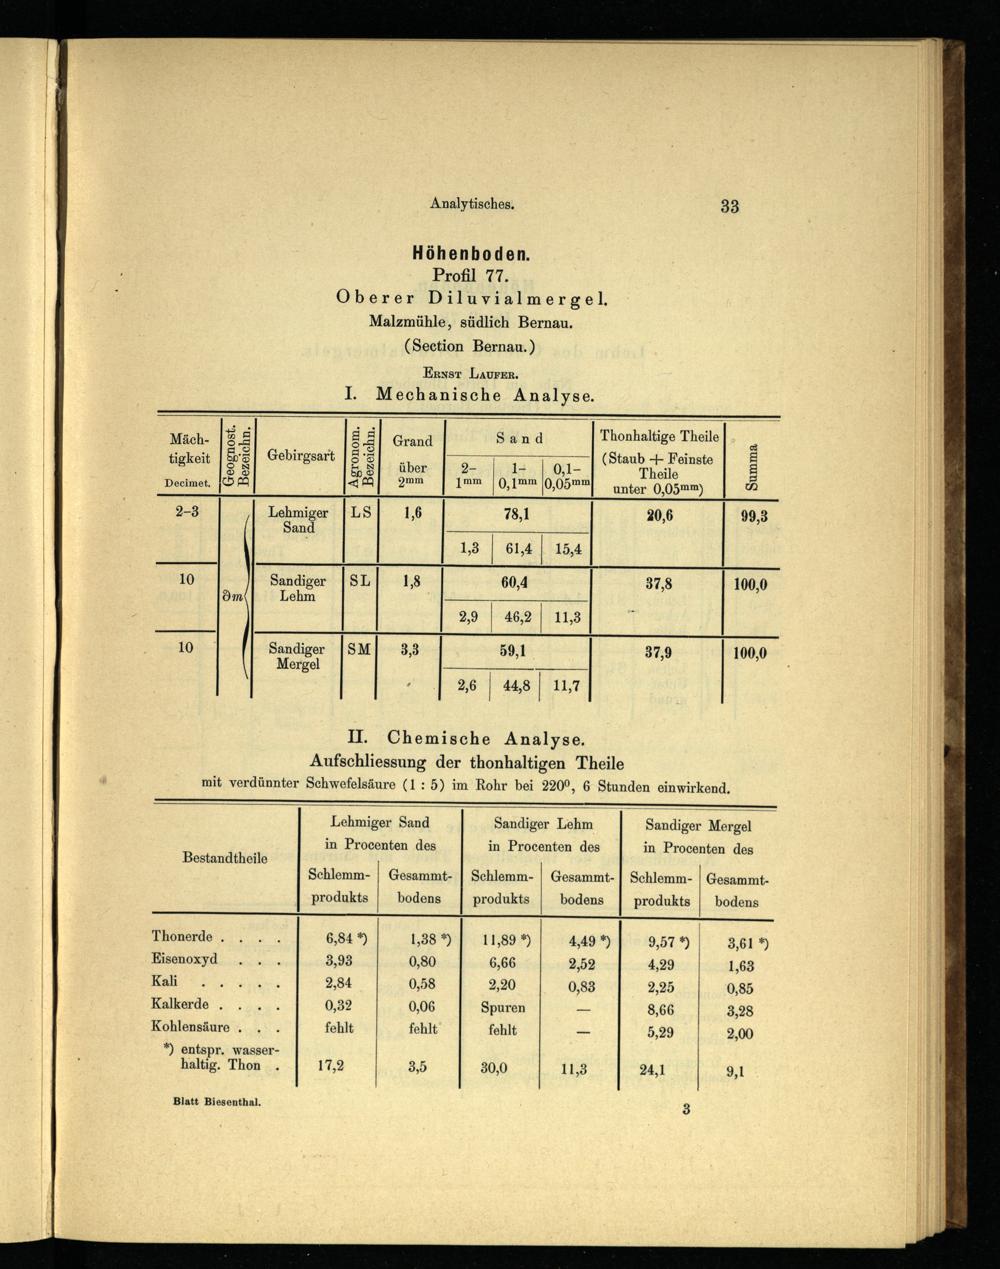 Analytisches. 33
Höhenboden.
Profil 77.
Oberer Diluvialmergel.
Malzmühle, südlich Bernau.
(Section Bernau.)
Ernst Laufer.
I. Mechanische Analyse.
Mäch-
tigkeit
Decimet.
Geognost.
Bezeichn.
Gebirgsart
Agronom.
Bezeichn.
Grand
über
2mm
Sand
2-
1mm
1-
0,1mm
0,1-
0,05mm
Thonhaltige Theile
(Staub + Feinste
Theile
unter 0,05mm)
Summa
2-3 Lehmiger LS 1,6 78,1 20,6 99,3
Sand
1,3 61,4 15,4
10 Sandiger SL 1,8 60,4 37,8 100,0
∂m Lehm
2,9 46,2 11,3
10 Sandiger SM 3,3 59,1 37,9 100,0
Mergel
2,6 44,8 11,7
II. Chemische Analyse.
Aufschliessung der thonhaltigen Theile
mit verdünnter Schwefelsäure (1 : 5) im Rohr bei 220⁰, 6 Stunden einwirkend.
Bestandtheile
Lehmiger Sand
in Procenten des
Schlemm-
produkts
Gesammt-
bodens
Sandiger Lehm
in Procenten des
Schlemm-
produkts
Gesammt-
bodens
Sandiger Mergel
in Procenten des
Schlemm-
produkts
Gesammt-
bodens
Thonerde . . . . 6,84 *) 1,38 *) 11,89 *) 4,49 *) 9,57 *) 3,61 *)
Eisenoxyd . . . 3,93 0,80 6,66 2,52 4,29 1,63
Kali . . . . . 2,84 0,58 2,20 0,83 2,25 0,85
Kalkerde . . . . 0,32 0,06 Spuren — 8,66 3,28
Kohlensäure . . . fehlt fehlt fehlt — 5,29 2,00
*) entspr. wasser-
haltig. Thon . 17,2 3,5 30,0 11,3 24,1 9,1
Blatt Biesenthal. 3